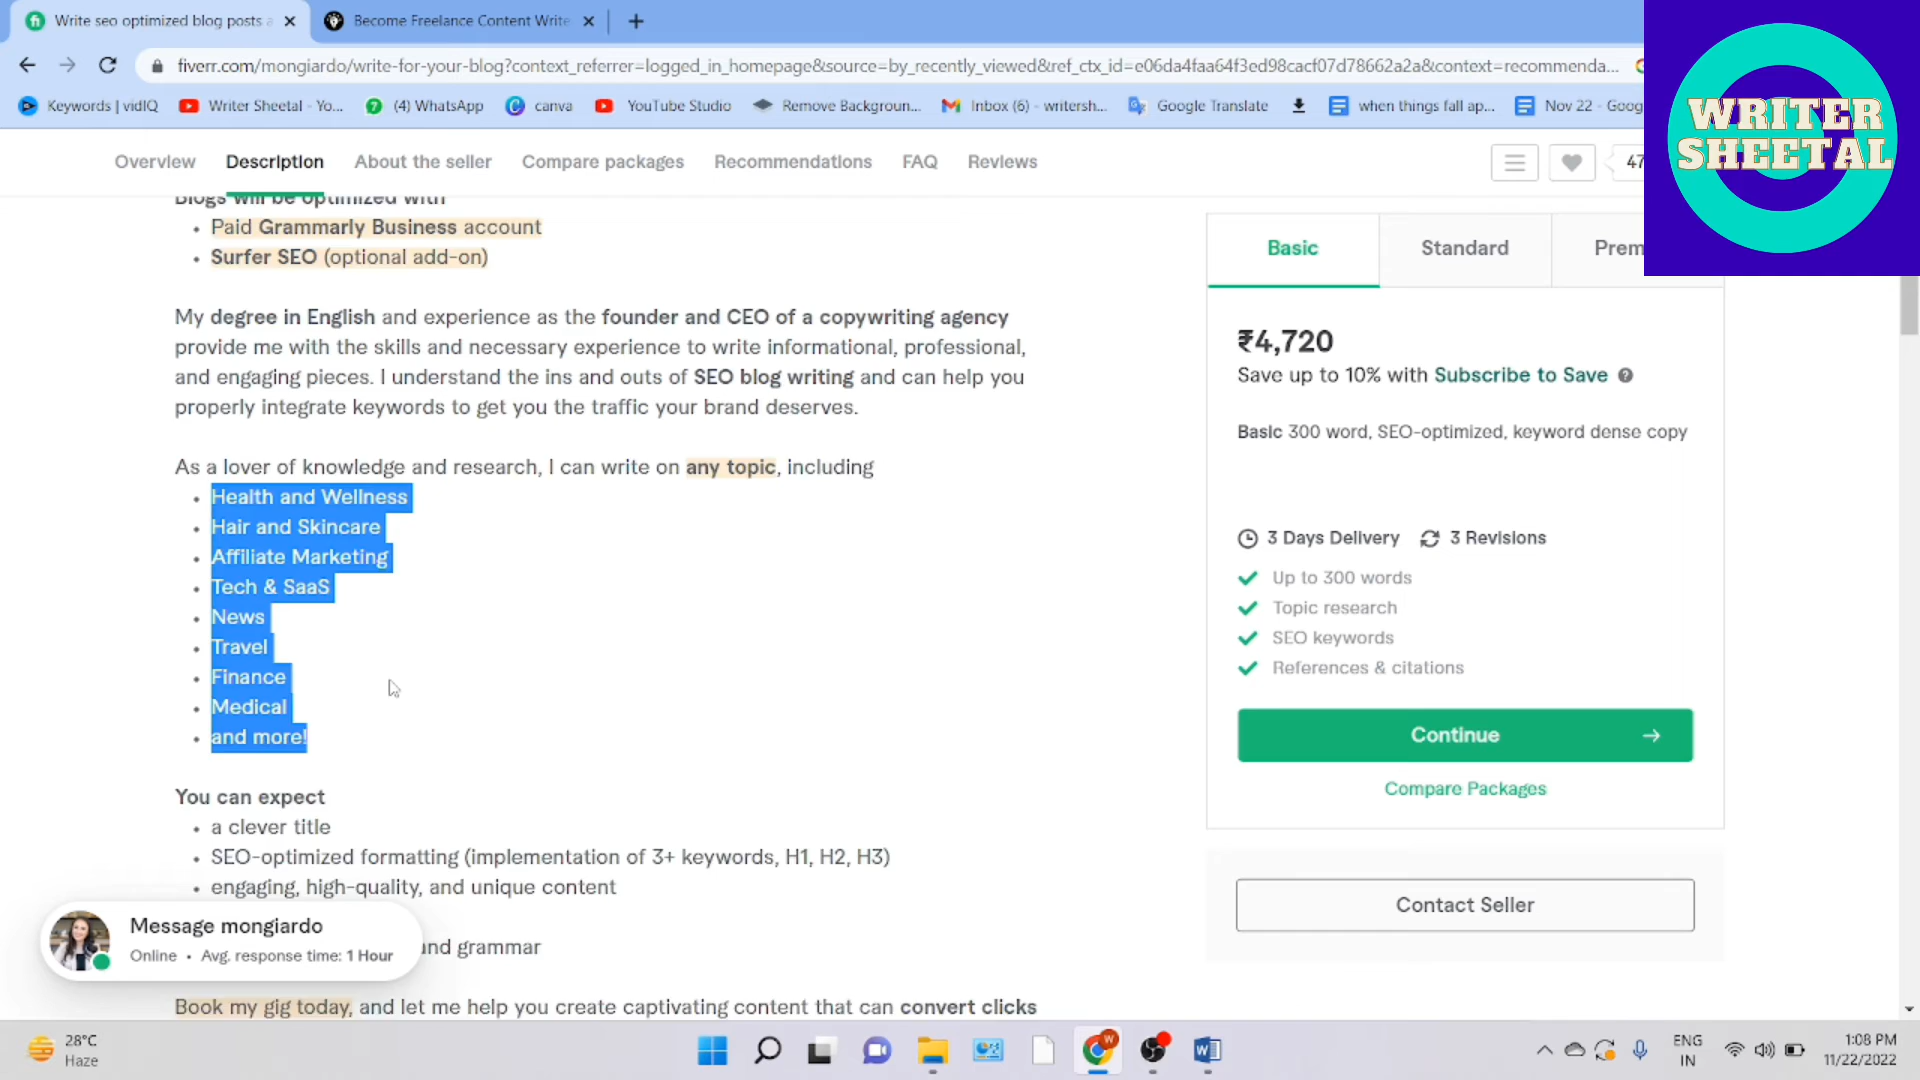 Write seo optimized blog posts a
Become Freelance Content Write
fiverr.com/mongiardo/write-for-your-blog?context_referrer=logged_in_homepage&source=by_recently_viewed&ref_ctx_id=e06da4faa64f3ed98cacf07d78662a2a&context=recommenda...
Keywords | vidIQ
Writer Sheetal - Yo...
(4) WhatsApp
canva
YouTube Studio
Remove Backgroun...
Inbox (6) - writersh...
Google Translate
when things fall ap...
Nov 22 - Goog
WRITER
SHEETAL
Overview
Description
About the seller
Compare packages
Recommendations
FAQ
Reviews
47
Blogs will be optimized with
Paid Grammarly Business account
Surfer SEO (optional add-on)
My degree in English and experience as the founder and CEO of a copywriting agency
provide me with the skills and necessary experience to write informational, professional,
and engaging pieces. I understand the ins and outs of SEO blog writing and can help you
properly integrate keywords to get you the traffic your brand deserves.
As a lover of knowledge and research, I can write on any topic, including
Health and Wellness
Hair and Skincare
Affiliate Marketing
Tech & SaaS
News
Travel
Finance
Medical
and more!
You can expect
a clever title
SEO-optimized formatting (implementation of 3+ keywords, H1, H2, H3)
engaging, high-quality, and unique content
and grammar
Book my gig today, and let me help you create captivating content that can convert clicks
Message mongiardo
Online • Avg. response time: 1 Hour
Basic
Standard
Prem
₹4,720
Save up to 10% with Subscribe to Save
Basic 300 word, SEO-optimized, keyword dense copy
3 Days Delivery
3 Revisions
Up to 300 words
Topic research
SEO keywords
References & citations
Continue
Compare Packages
Contact Seller
28°C
Haze
ENG
IN
1:08 PM
11/22/2022